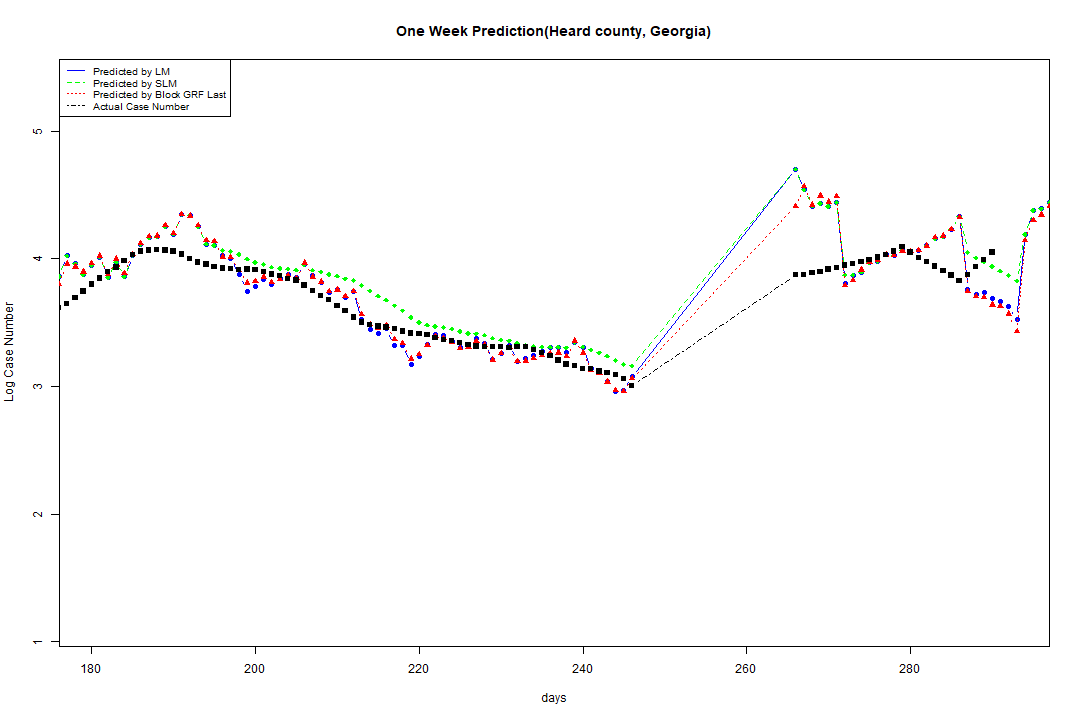 One Week Prediction(Heard county, Georgia)
Predicted by LM
Predicted by SLM
Predicted by Block GRF Last
Actual Case Number
5
4
3
2
1
Log Case Number
180 200 220 240 260 280
days